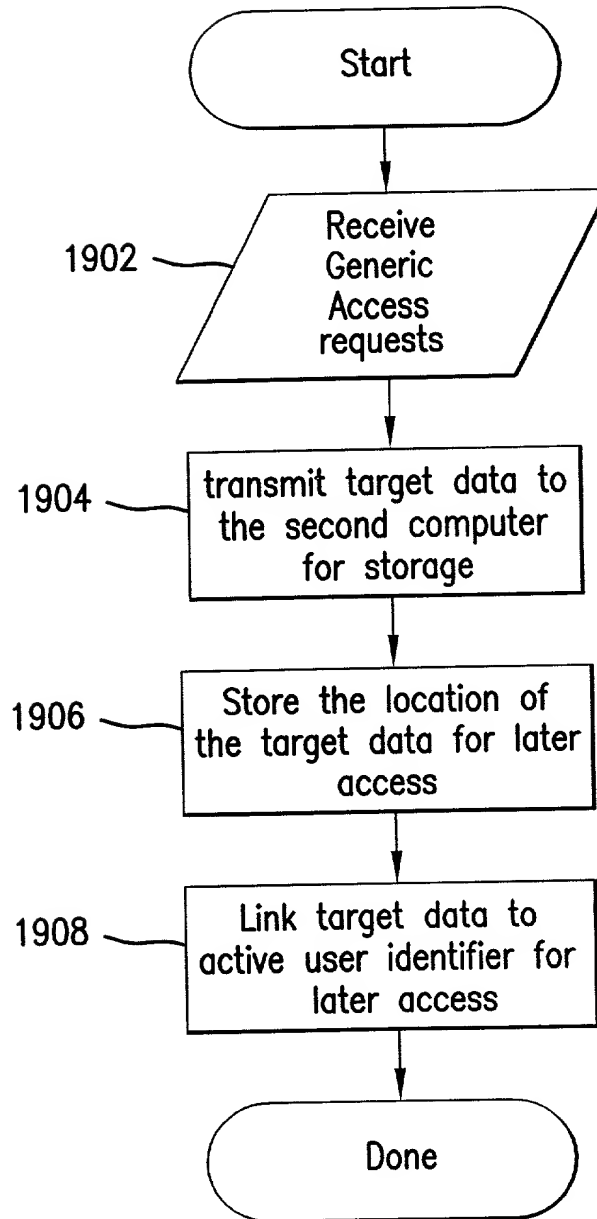 Start
1902
Receive
Generic
Access
requests
1904
transmit target data to
the second computer
for storage
1906
Store the location of
the target data for later
access
1908
Link target data to
active user identifier for
later access
Done